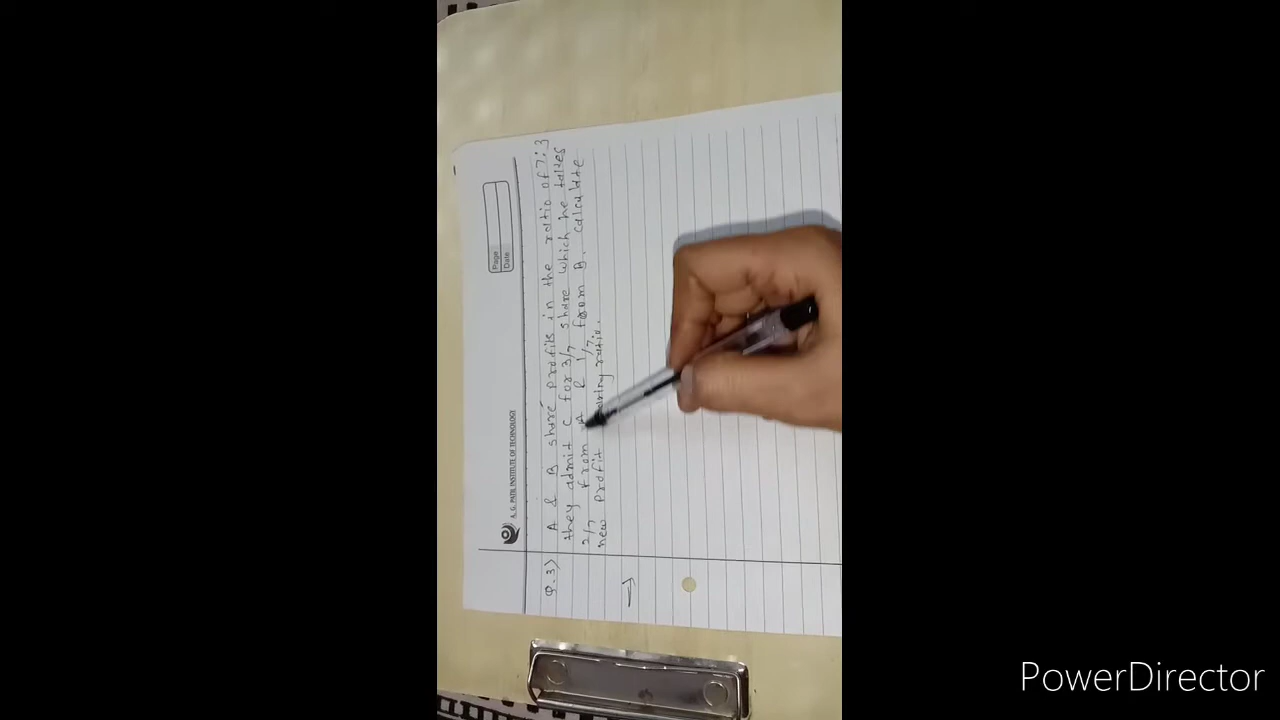 A. G. PATIL INSTITUTE OF TECHNOLOGY
Page
Date
Q.3) A & B share profits in the ratio of 7:3
they admit C for 3/7 share which he takes
2/7 from A & 1/7 from B. calculate
new profit ratio.
PowerDirector